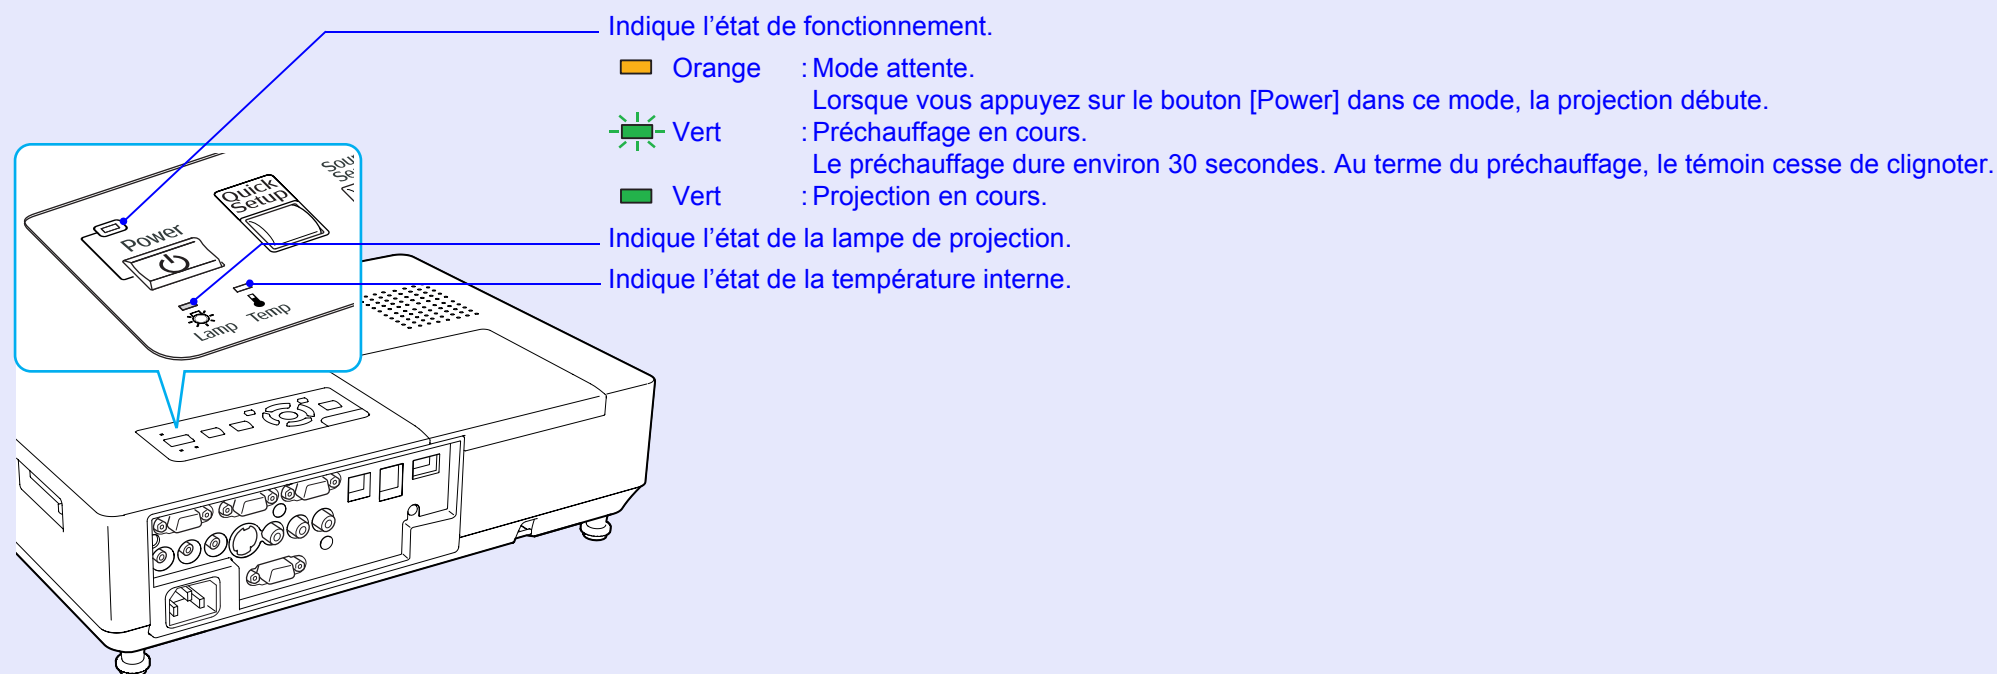 Indique l’état de fonctionnement.
Orange : Mode attente.
Lorsque vous appuyez sur le bouton [Power] dans ce mode, la projection débute.
Vert : Préchauffage en cours.
Le préchauffage dure environ 30 secondes. Au terme du préchauffage, le témoin cesse de clignoter.
Vert : Projection en cours.
Indique l’état de la lampe de projection.
Indique l’état de la température interne.
Power
Quick
Setup
Lamp
Temp